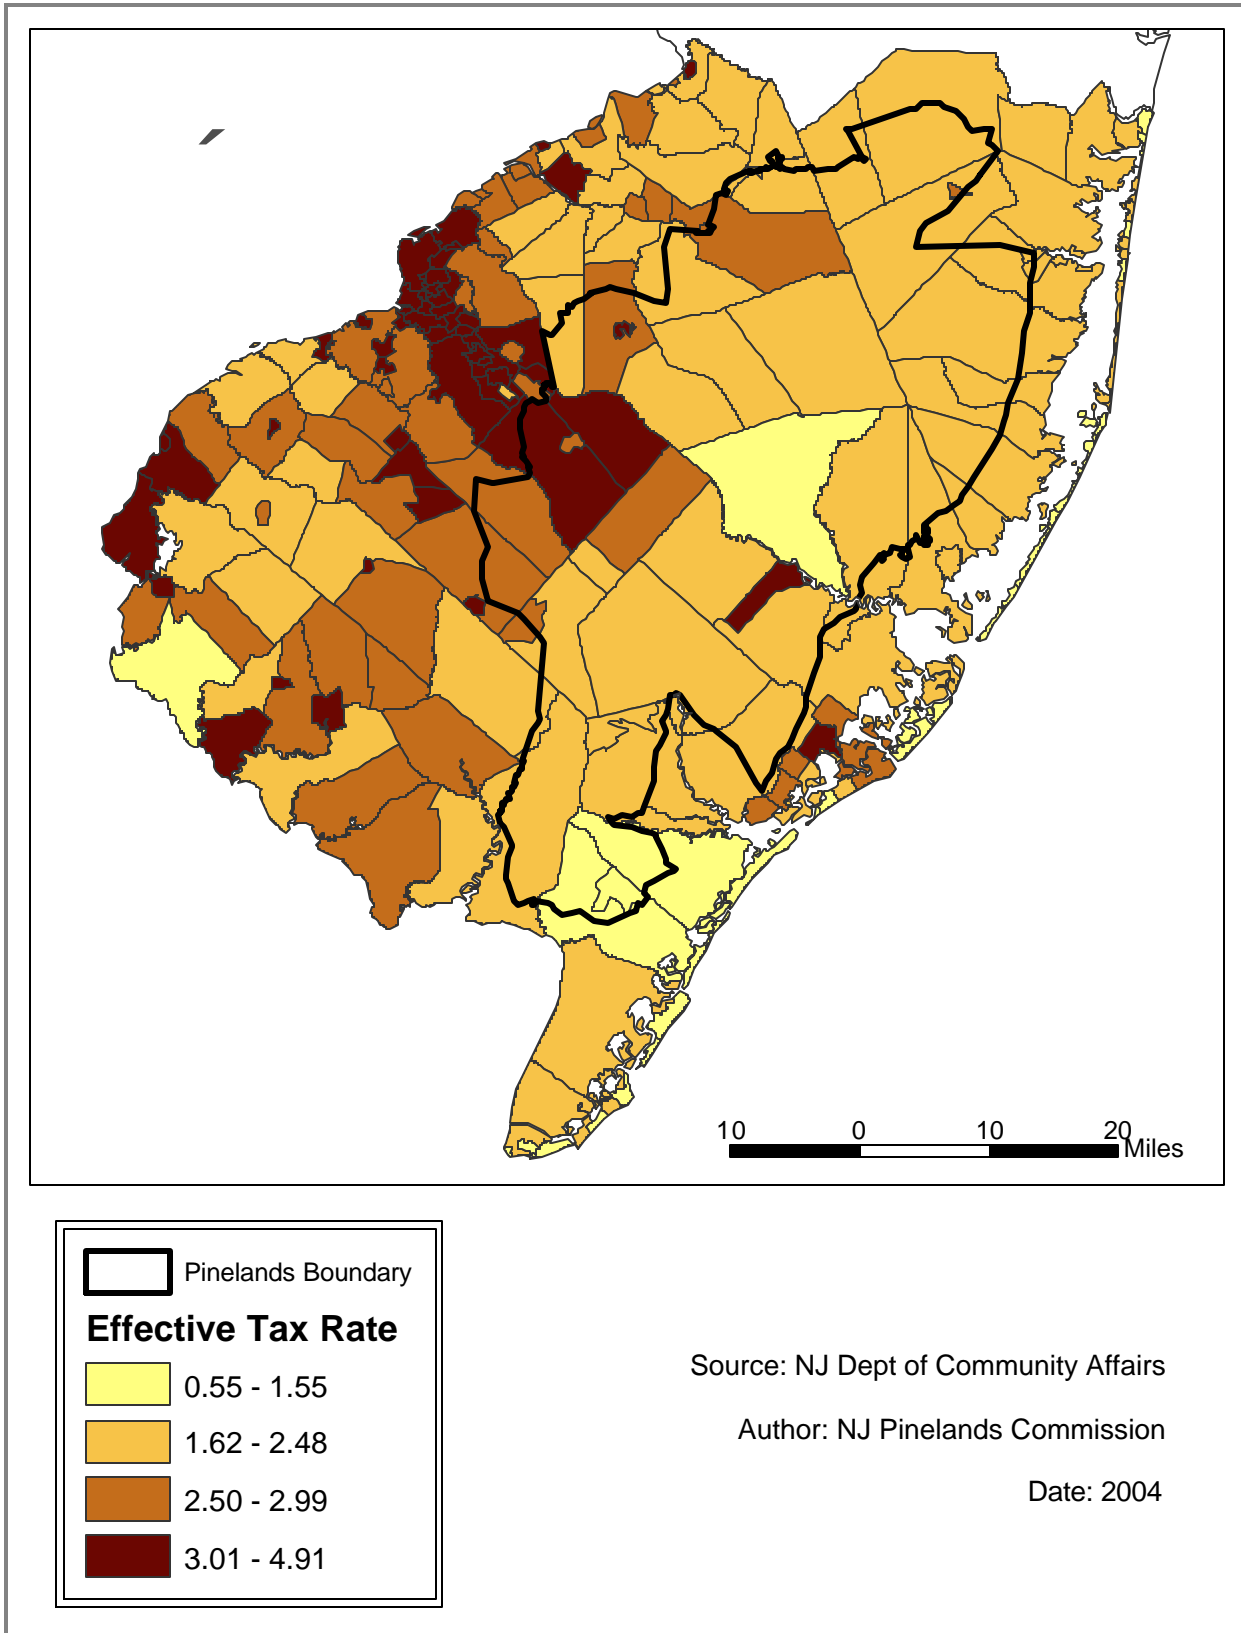 10 0 10 20
Miles
Pinelands Boundary
Effective Tax Rate
0.55 - 1.55
1.62 - 2.48
2.50 - 2.99
3.01 - 4.91
Source: NJ Dept of Community Affairs
Author: NJ Pinelands Commission
Date: 2004